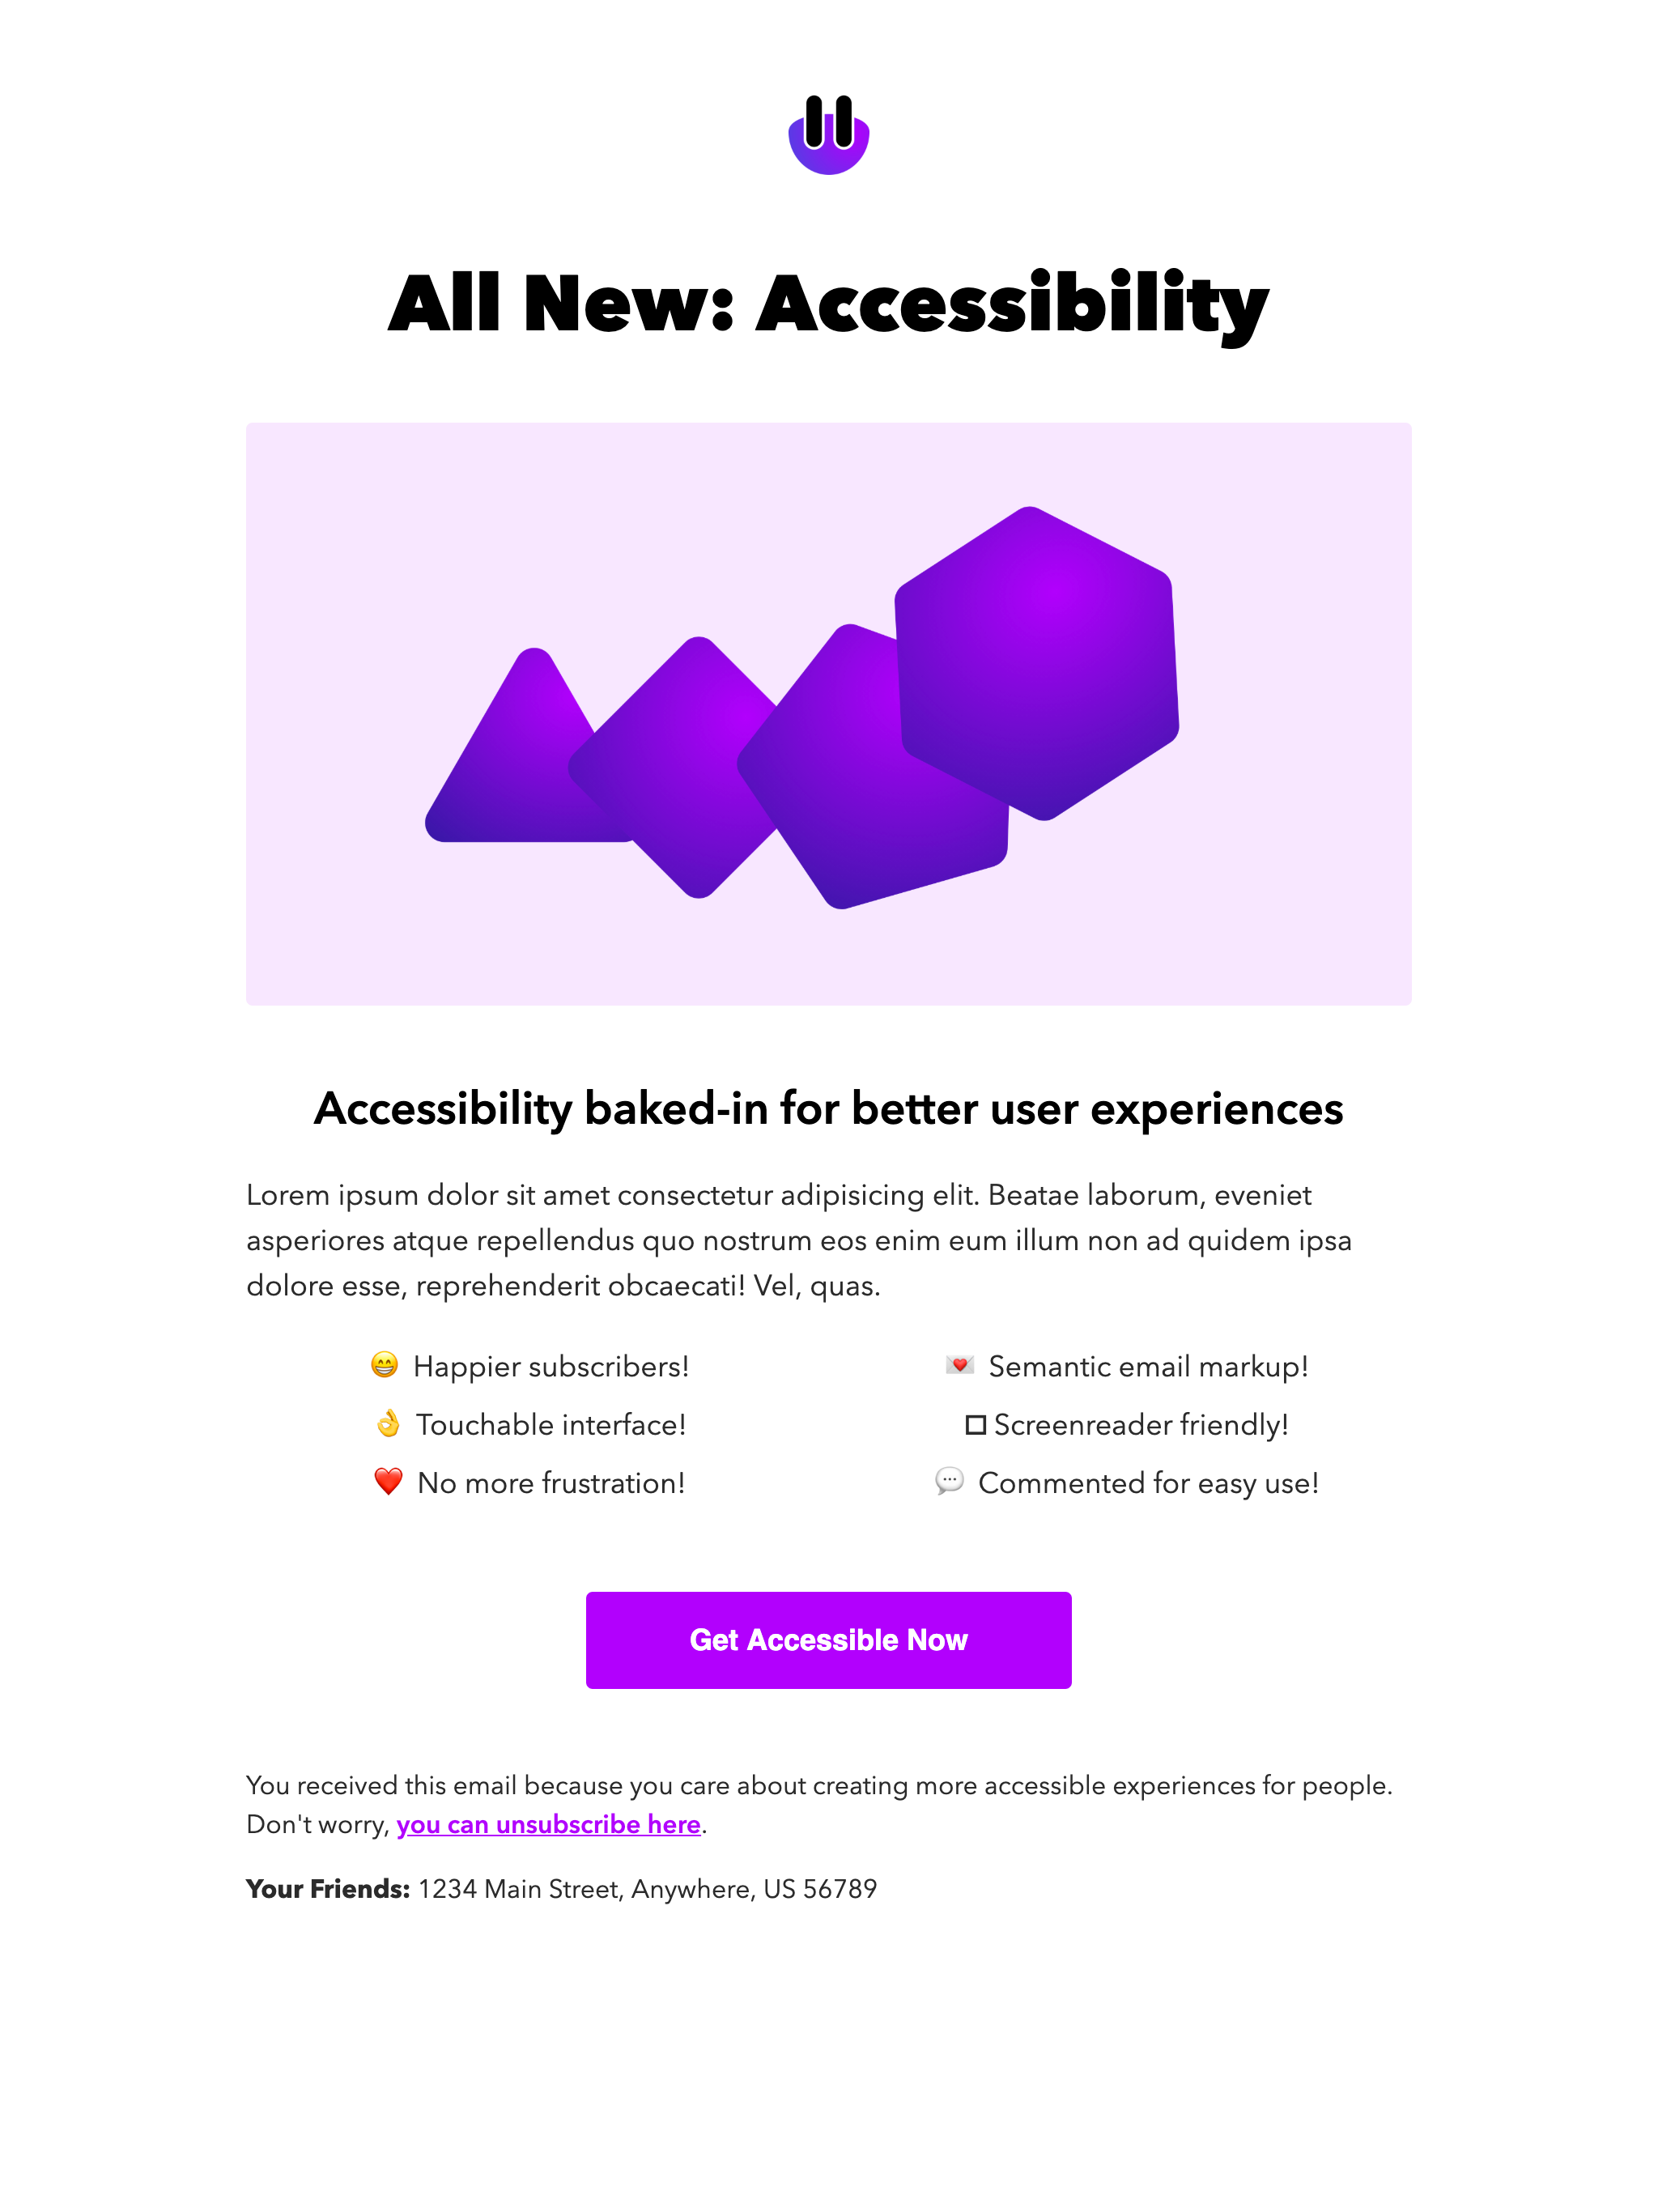 All New: Accessibility
Accessibility baked-in for better user experiences
Lorem ipsum dolor sit amet consectetur adipisicing elit. Beatae laborum, eveniet
asperiores atque repellendus quo nostrum eos enim eum illum non ad quidem ipsa
dolore esse, reprehenderit obcaecati! Vel, quas.
😁 Happier subscribers!
👌 Touchable interface!
❤️ No more frustration!
💌 Semantic email markup!
□ Screenreader friendly!
💬 Commented for easy use!
Get Accessible Now
You received this email because you care about creating more accessible experiences for people.
Don't worry, you can unsubscribe here.
Your Friends: 1234 Main Street, Anywhere, US 56789